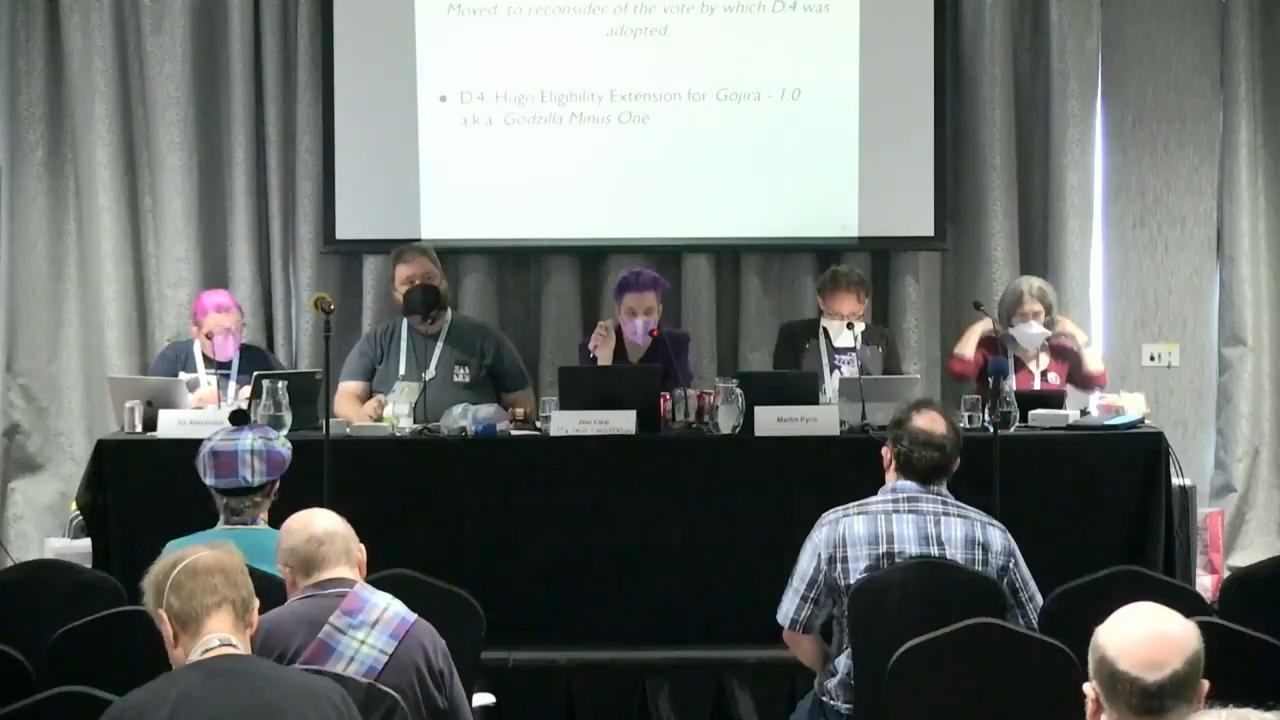 Moved, to reconsider of the vote by which D.4 was
adopted.
• D.4 Hugo Eligibility Extension for Gojira - 1.0
a.k.a. Godzilla Minus One
Martin Pyne